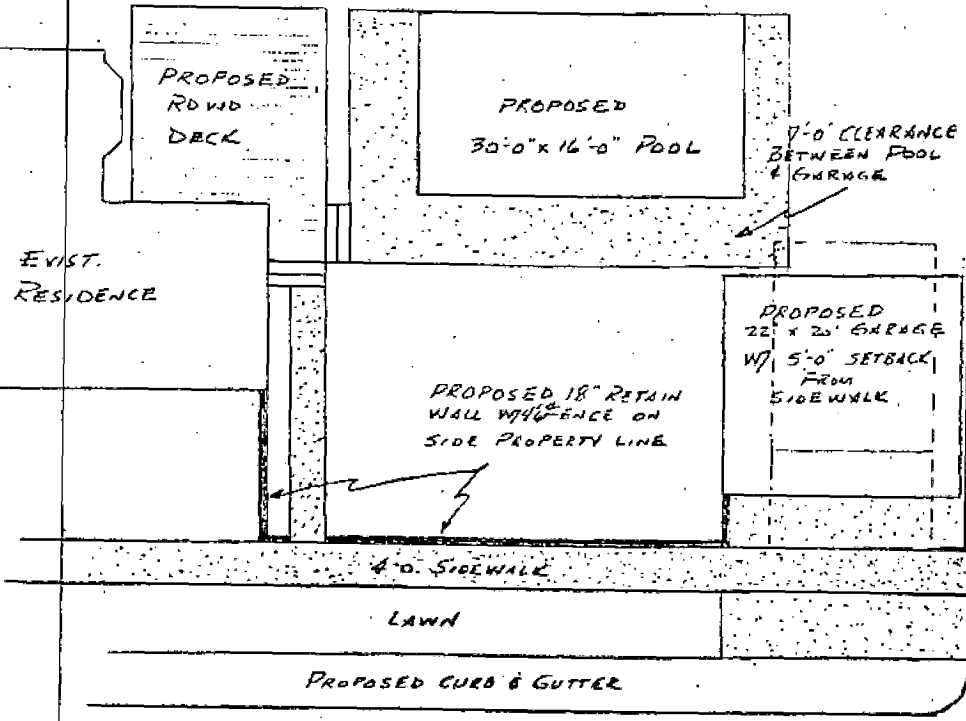 PROPOSED
ROWD
DECK
PROPOSED
30'-0" x 16'-0" POOL
7'-0" CLEARANCE
BETWEEN POOL
& GARAGE
EXIST.
RESIDENCE
PROPOSED
22' x 20' GARAGE
W/ 5'-0" SETBACK
FROM
SIDEWALK
PROPOSED 18" RETAIN
WALL W/ FENCE ON
SIDE PROPERTY LINE
4'-0" SIDEWALK
LAWN
PROPOSED CURB & GUTTER